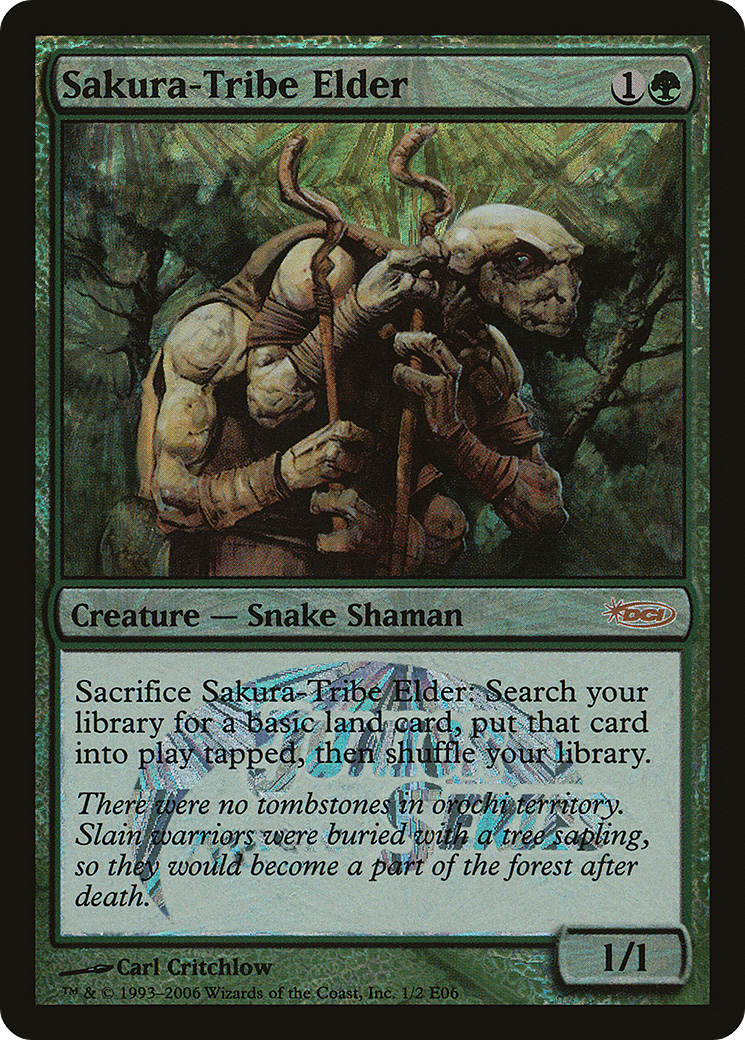 Sakura-Tribe Elder 1
Creature — Snake Shaman DCI
Sacrifice Sakura-Tribe Elder: Search your
library for a basic land card, put that card
into play tapped, then shuffle your library.
There were no tombstones in orochi territory.
Slain warriors were buried with a tree sapling,
so they would become a part of the forest after
death.
1/1
Carl Critchlow
™ & © 1993–2006 Wizards of the Coast, Inc. 1/2 E06